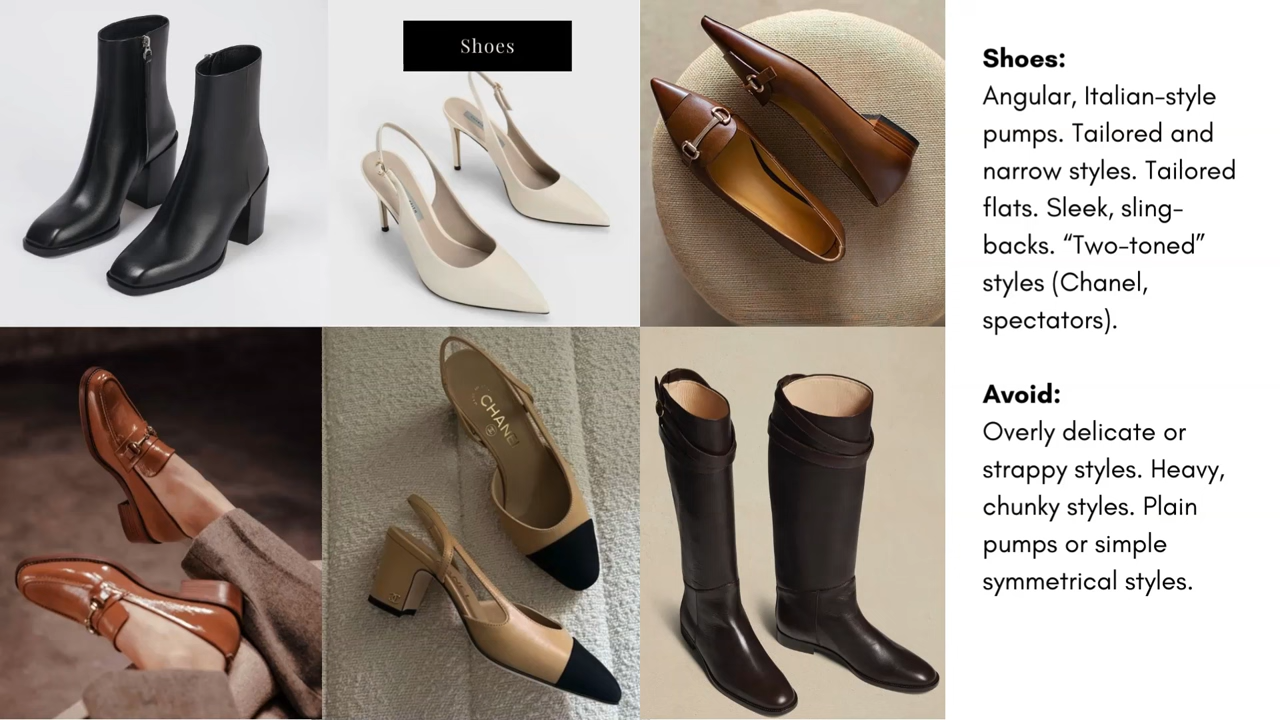 Shoes
Shoes:
Angular, Italian-style
pumps. Tailored and
narrow styles. Tailored
flats. Sleek, sling-
backs. “Two-toned”
styles (Chanel,
spectators).
Avoid:
Overly delicate or
strappy styles. Heavy,
chunky styles. Plain
pumps or simple
symmetrical styles.
CHANEL